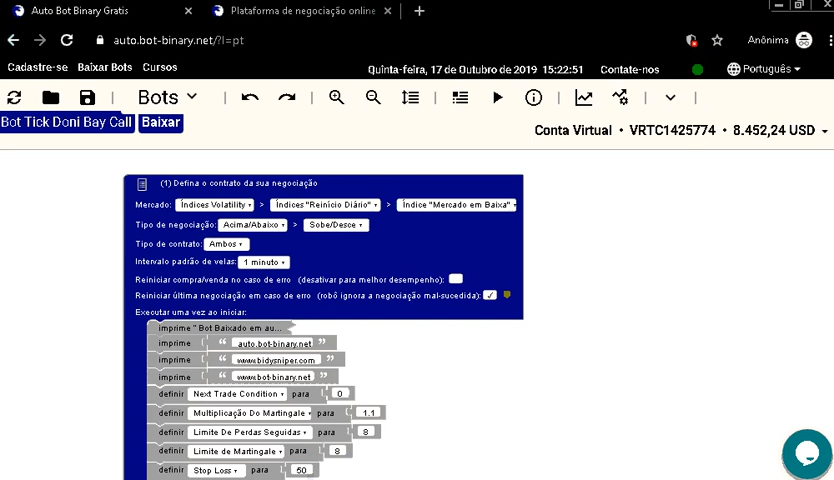 Auto Bot Binary Gratis
Plataforma de negociação online
auto.bot-binary.net/?l=pt
Anônima
Cadastre-se Baixar Bots Cursos
Quinta-feira, 17 de Outubro de 2019 15:22:51
Contate-nos
Português
Bots
Bot Tick Doni Bay Call
Baixar
Conta Virtual • VRTC1425774 • 8.452,24 USD
(1) Defina o contrato da sua negociação
Mercado: Índices Volatility > Índices "Reinício Diário" > Índice "Mercado em Baixa"
Tipo de negociação: Acima/Abaixo > Sobe/Desce
Tipo de contrato: Ambos
Intervalo padrão de velas: 1 minuto
Reiniciar compra/venda no caso de erro (desativar para melhor desempenho):
Reiniciar última negociação em caso de erro (robô ignora a negociação mal-sucedida):
Executar uma vez ao iniciar:
imprime " Bot Baixado em au...
imprime “ auto.bot-binary.net ”
imprime “ www.bidysniper.com ”
imprime “ www.bot-binary.net ”
definir Next Trade Condition para 0
definir Multiplicação Do Martingale para 1.1
definir Limite De Perdas Seguidas para 8
definir Limite de Martingale para 8
definir Stop Loss para 50